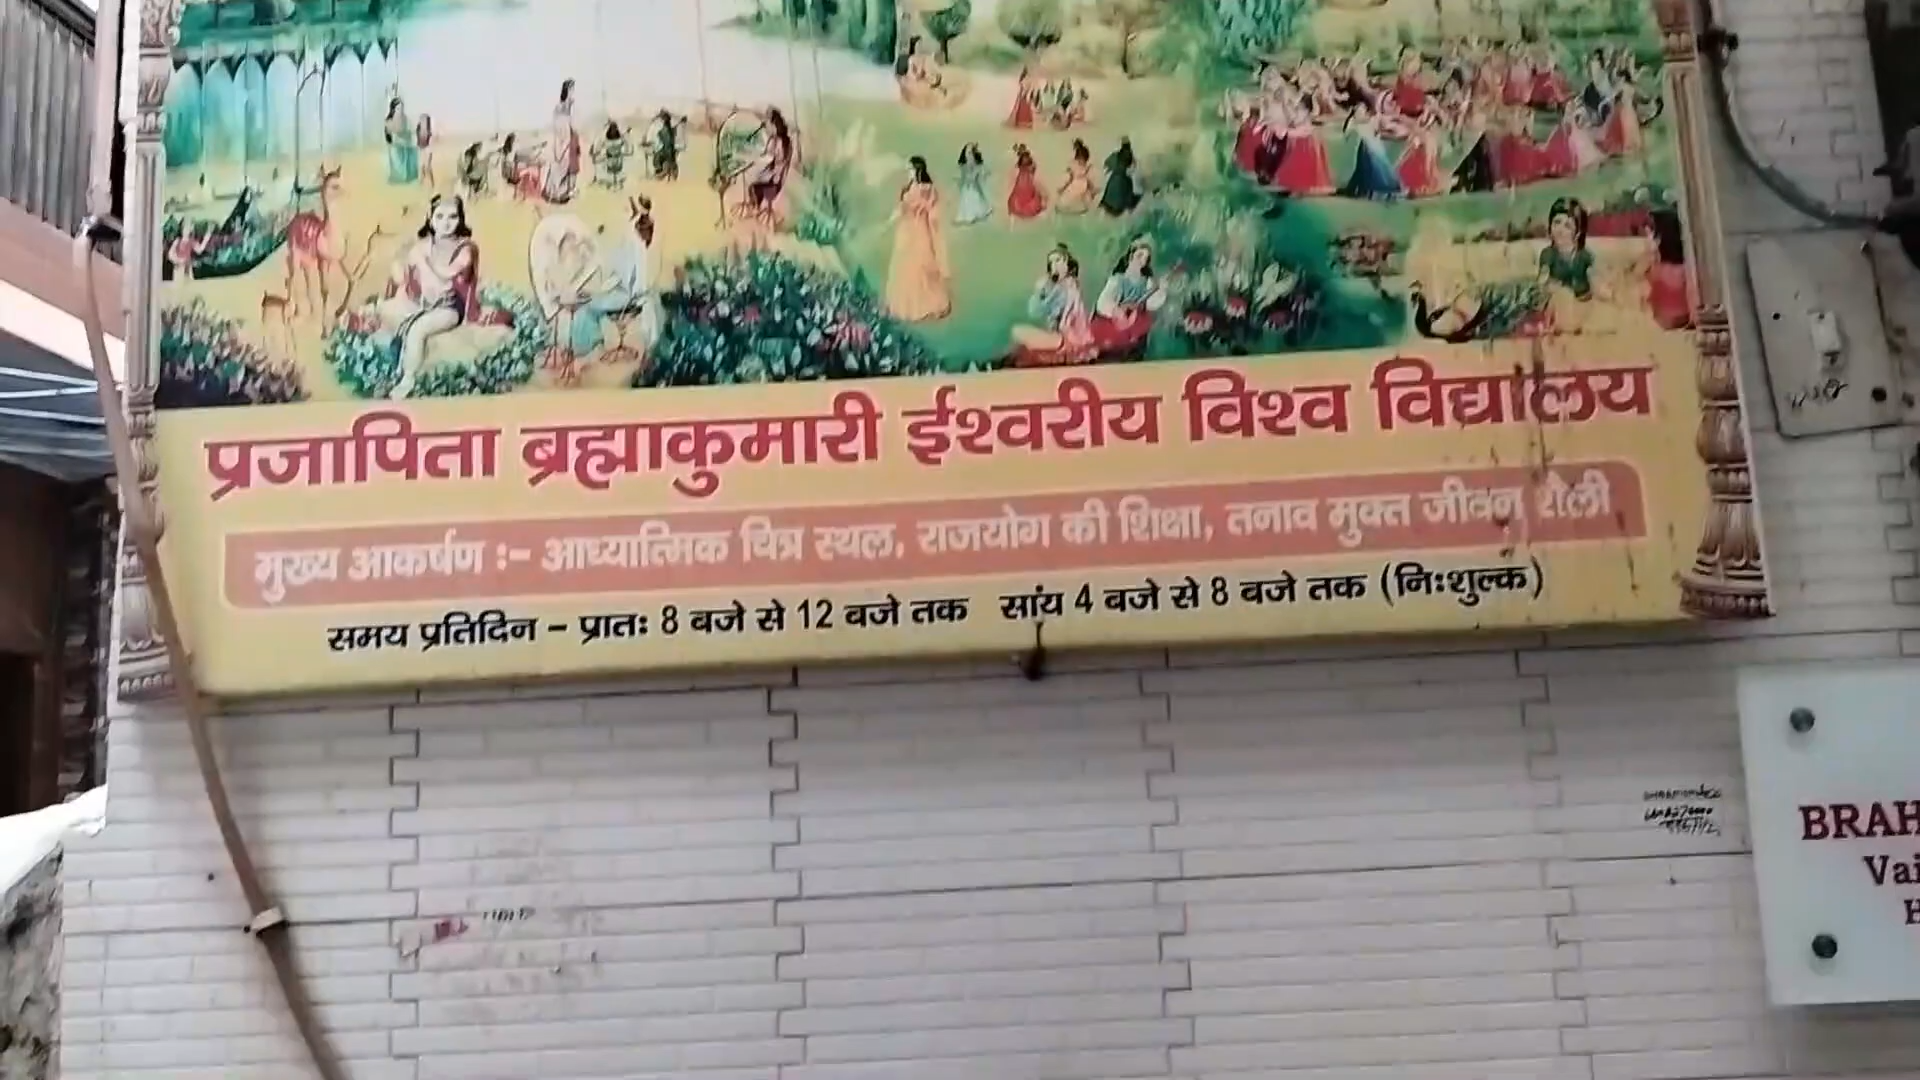 प्रजापिता ब्रह्माकुमारी ईश्वरीय विश्व विद्यालय
मुख्य आकर्षण :- आध्यात्मिक चित्र स्थल, राजयोग की शिक्षा, तनाव मुक्त जीवन शैली
समय प्रतिदिन - प्रातः 8 बजे से 12 बजे तक सांय 4 बजे से 8 बजे तक (निःशुल्क)
BRAH
Vai
H